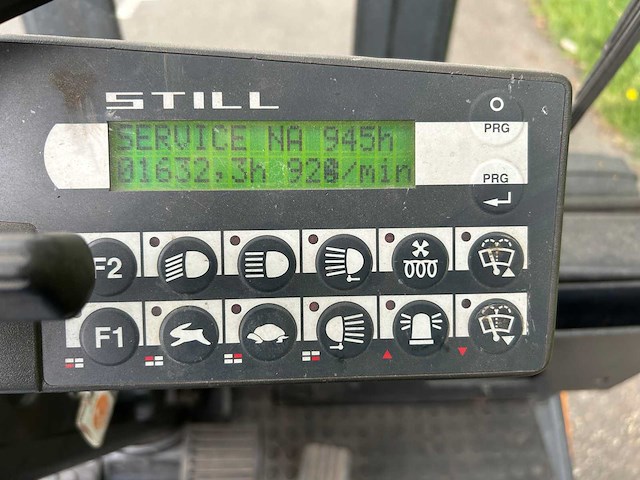 STILL
SERVICE NA 945h
01632,3h 920/min
PRG
PRG
F2
F1